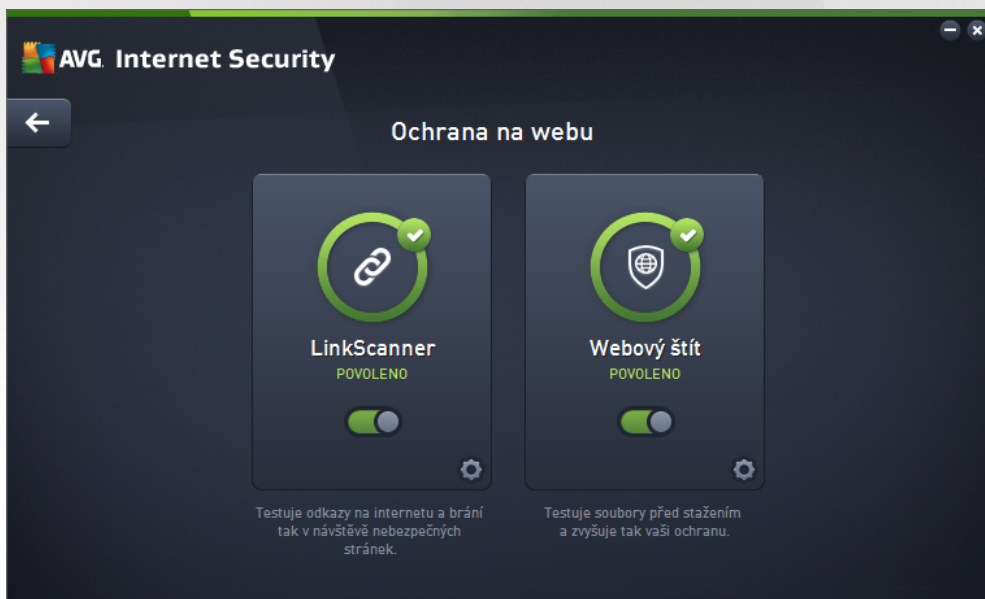 AVG. Internet Security
Ochrana na webu
LinkScanner
POVOLENO
Testuje odkazy na internetu a brání
tak v návštěvě nebezpečných
stránek.
Webový štít
POVOLENO
Testuje soubory před stažením
a zvyšuje tak vaši ochranu.